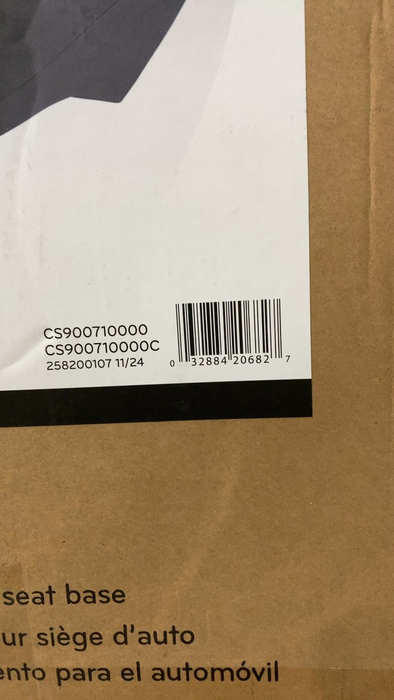 CS900710000
CS900710000C
258200107 11/24
0 32884 20682 7
seat base
ur siège d'auto
ento para el automóvil